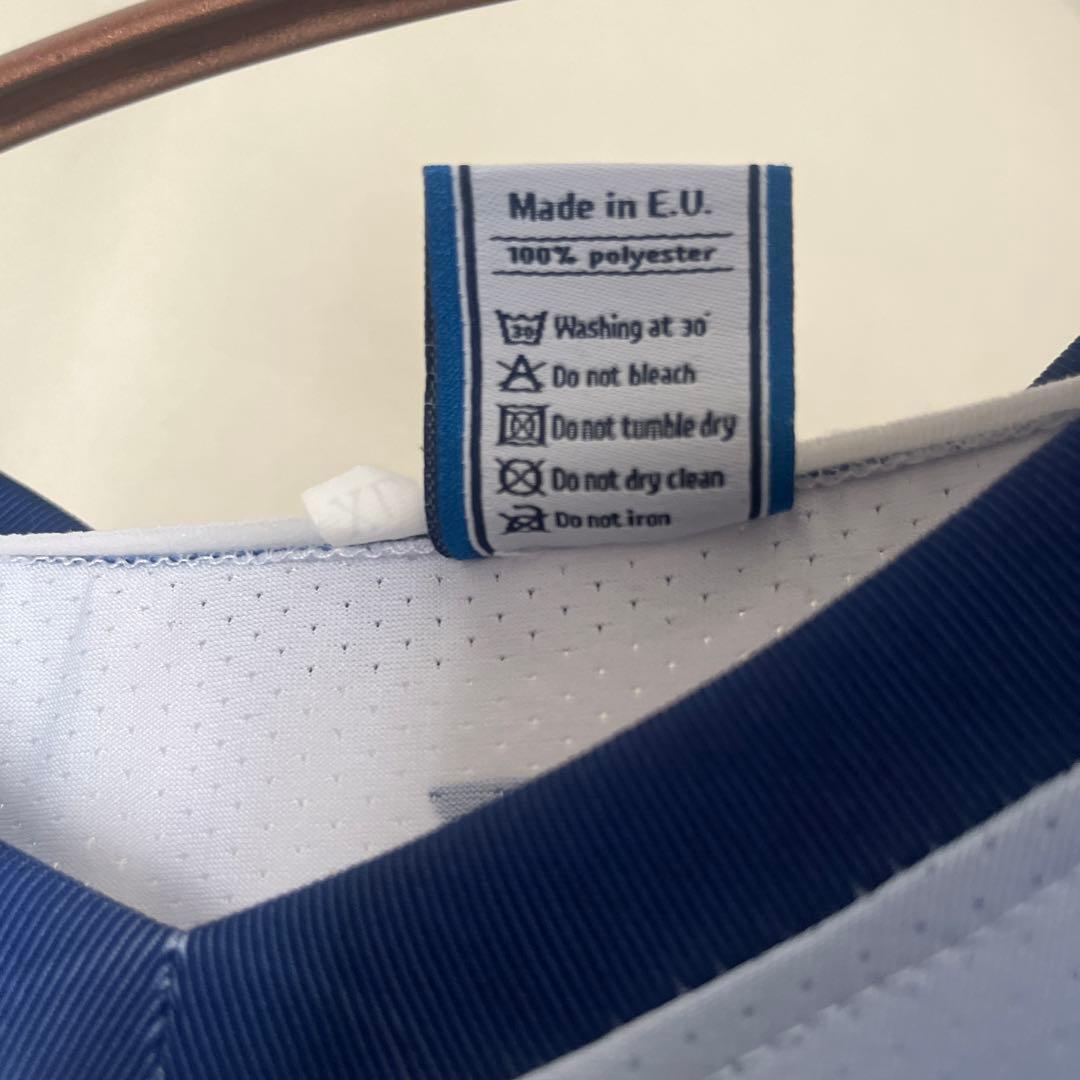 Made in E.U.
100% polyester
30 Washing at 30°
Do not bleach
Do not tumble dry
Do not dry clean
Do not iron